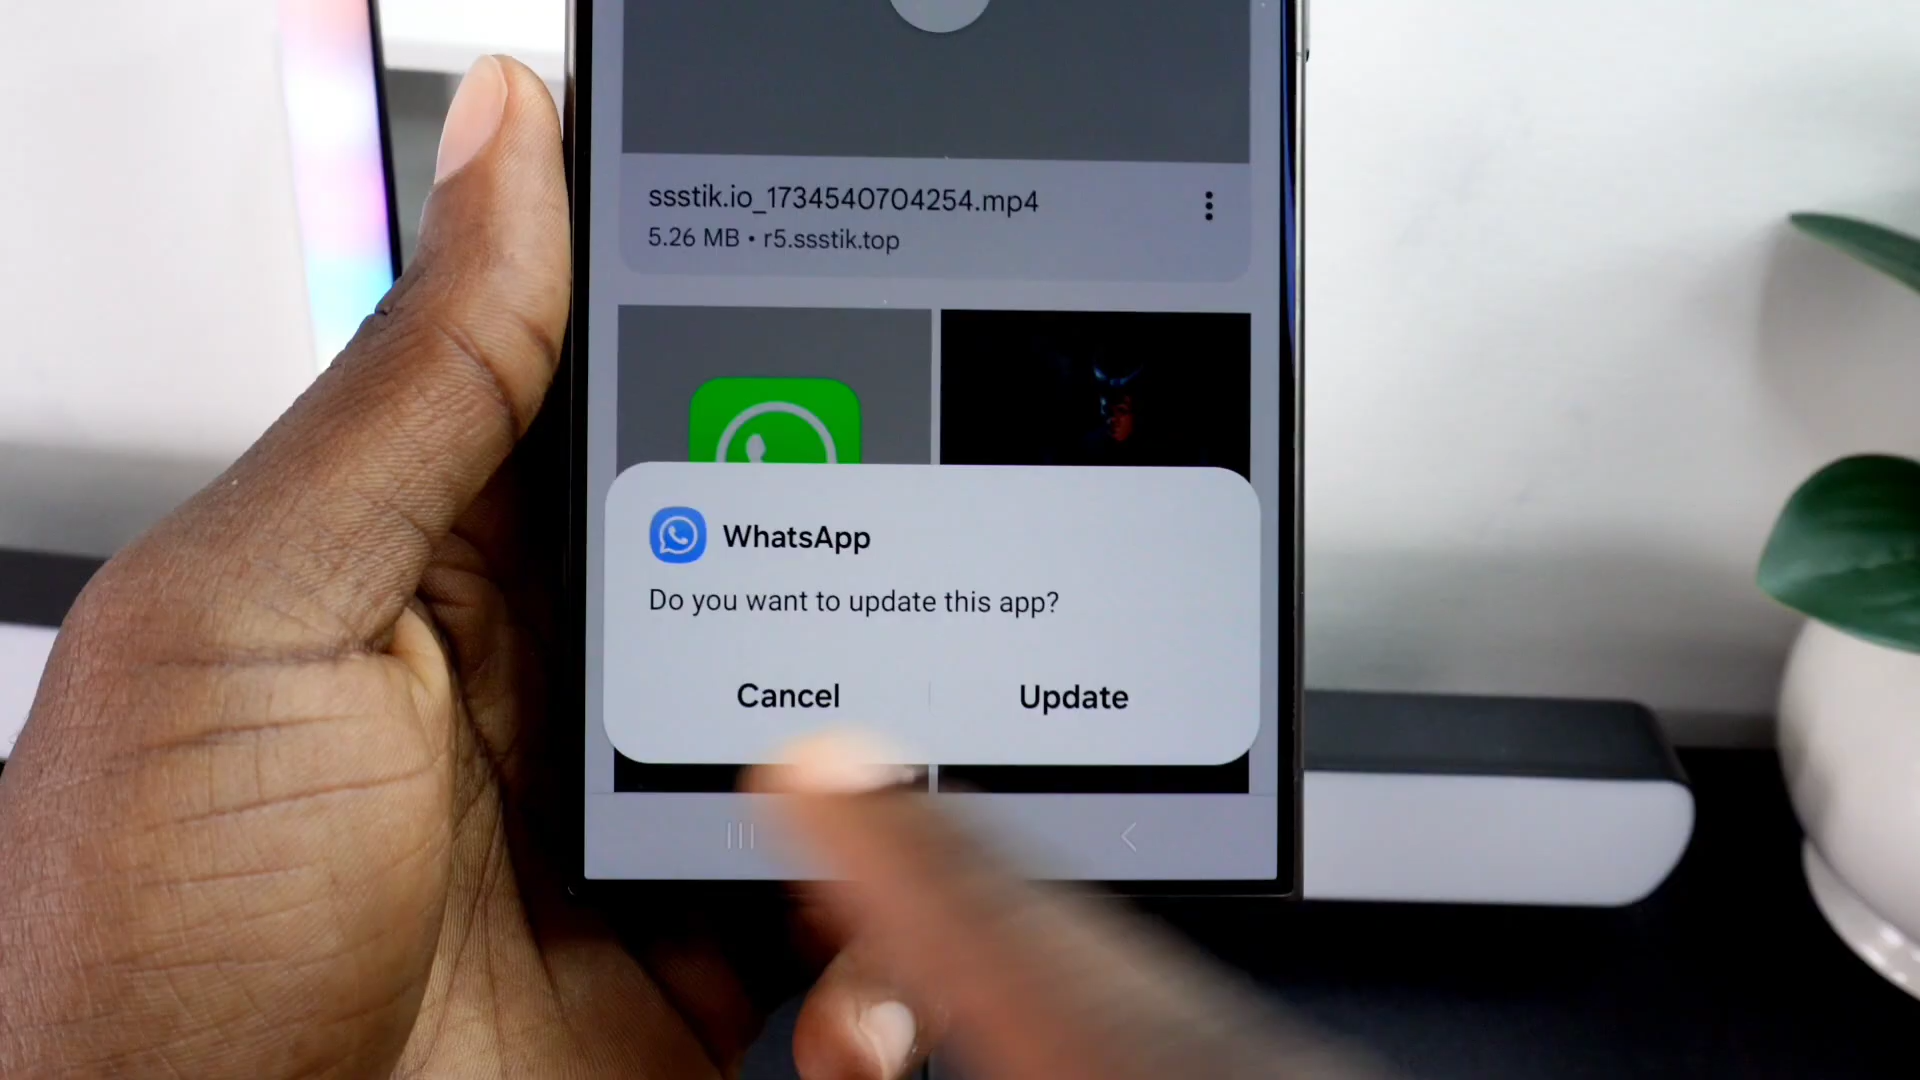 ssstik.io_1734540704254.mp4
5.26 MB • r5.ssstik.top
WhatsApp
Do you want to update this app?
Cancel
Update